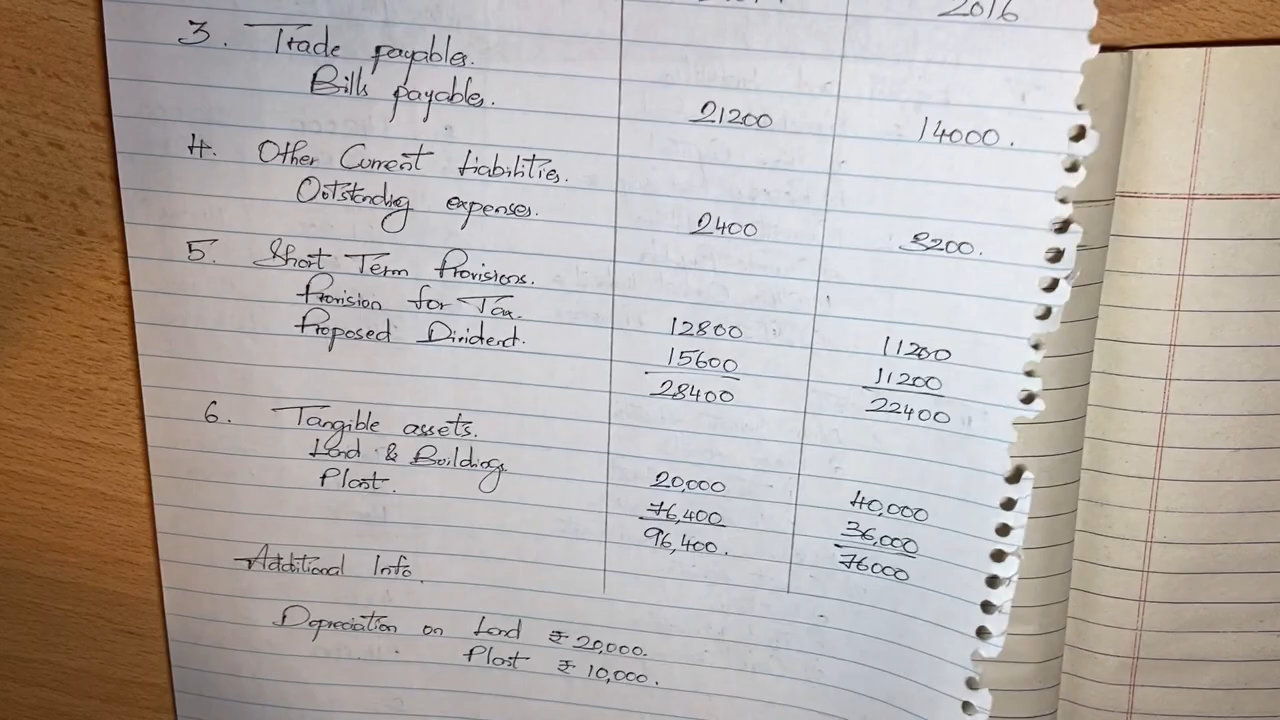 2016
3. Trade payables.
Bills payables.
21200 14000.
4. Other Current Liabilities.
Outstanding expenses.
2400 3200.
5. Short Term Provisions.
Provision for Tax.
12800 11200
Proposed Dividend.
15600 11200
28400 22400
6. Tangible assets.
Land & Buildings
20,000 40,000
Plant.
76,400 36,000
96,400. 76000
Additional Info.
Depreciation on Land ₹ 20,000.
Plant ₹ 10,000.